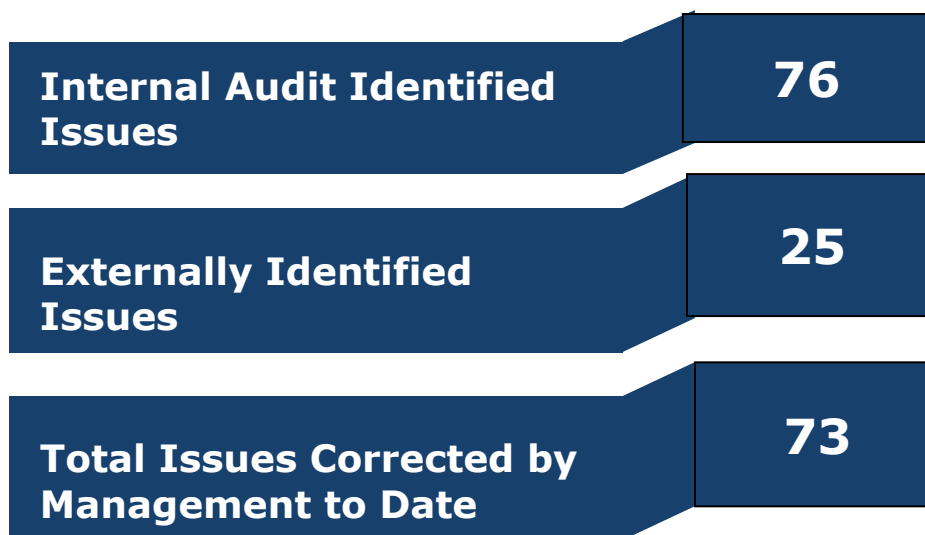 Internal Audit Identified
Issues
76
Externally Identified
Issues
25
Total Issues Corrected by
Management to Date
73